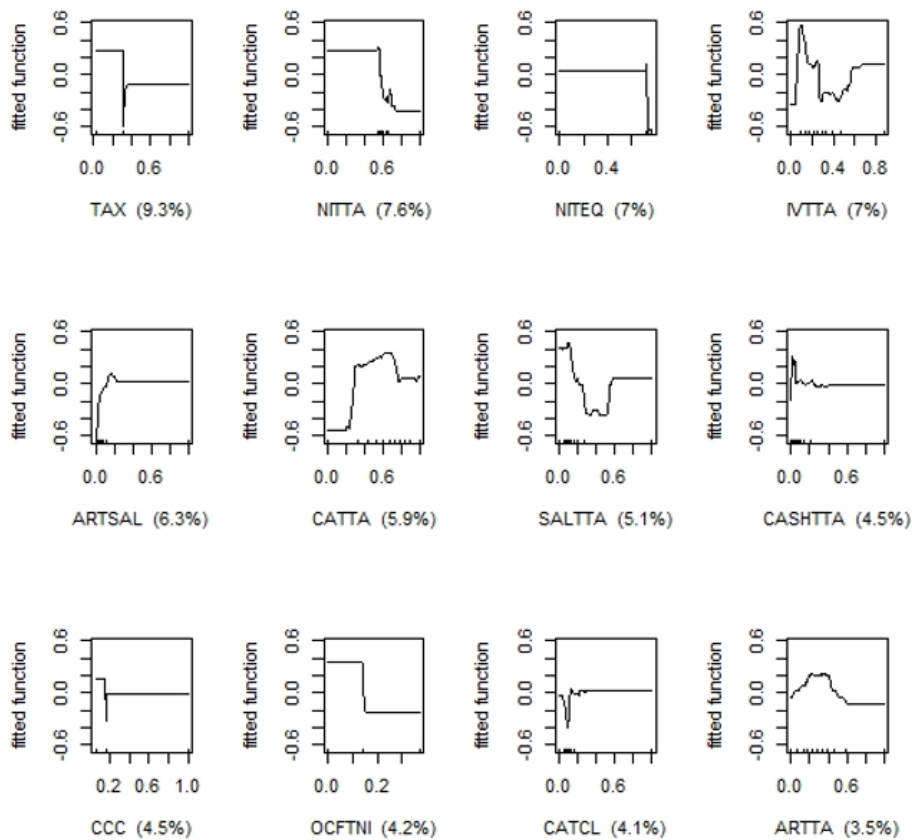 fitted function -0.6 0.0 0.6 0.0 0.6 TAX (9.3%)
fitted function -0.6 0.0 0.6 0.0 0.6 NITTA (7.6%)
fitted function -0.6 0.0 0.6 0.0 0.4 NITEQ (7%)
fitted function -0.6 0.0 0.6 0.0 0.4 0.8 IVTTA (7%)
fitted function -0.6 0.0 0.6 0.0 0.6 ARTSAL (6.3%)
fitted function -0.6 0.0 0.6 0.0 0.6 CATTA (5.9%)
fitted function -0.6 0.0 0.6 0.0 0.6 SALTTA (5.1%)
fitted function -0.6 0.0 0.6 0.0 0.6 CASHTTA (4.5%)
fitted function -0.6 0.0 0.6 0.2 0.6 1.0 CCC (4.5%)
fitted function -0.6 0.0 0.6 0.0 0.2 OCFTNI (4.2%)
fitted function -0.6 0.0 0.6 0.0 0.6 CATCL (4.1%)
fitted function -0.6 0.0 0.6 0.0 0.6 ARTTA (3.5%)